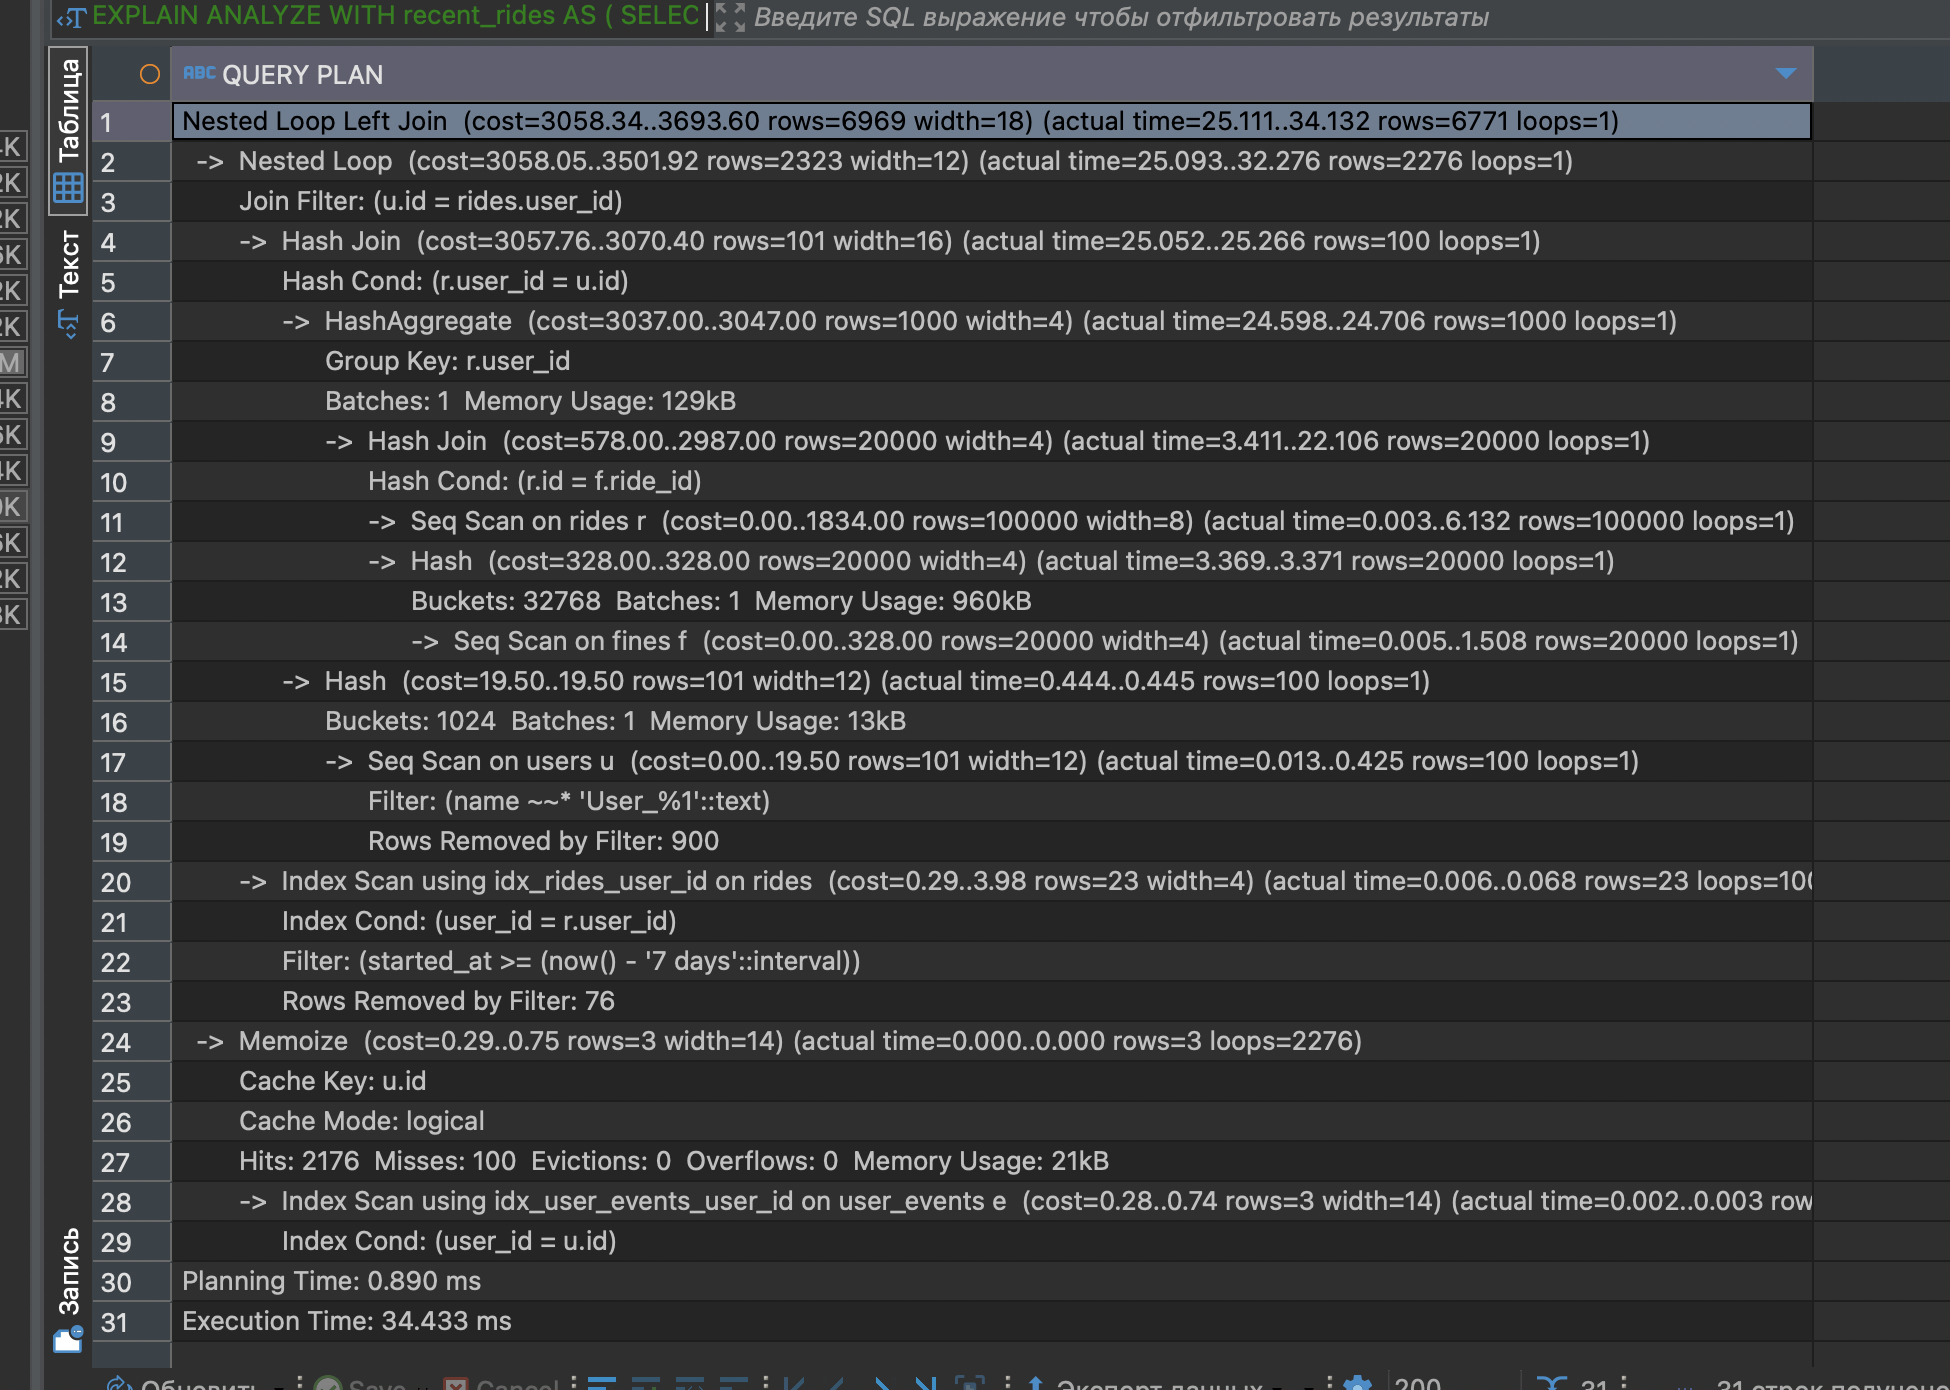 EXPLAIN ANALYZE WITH recent_rides AS ( SELEC
Введите SQL выражение чтобы отфильтровать результаты
Таблица
Текст
Запись
ABC QUERY PLAN
1 Nested Loop Left Join (cost=3058.34..3693.60 rows=6969 width=18) (actual time=25.111..34.132 rows=6771 loops=1)
2 -> Nested Loop (cost=3058.05..3501.92 rows=2323 width=12) (actual time=25.093..32.276 rows=2276 loops=1)
3 Join Filter: (u.id = rides.user_id)
4 -> Hash Join (cost=3057.76..3070.40 rows=101 width=16) (actual time=25.052..25.266 rows=100 loops=1)
5 Hash Cond: (r.user_id = u.id)
6 -> HashAggregate (cost=3037.00..3047.00 rows=1000 width=4) (actual time=24.598..24.706 rows=1000 loops=1)
7 Group Key: r.user_id
8 Batches: 1 Memory Usage: 129kB
9 -> Hash Join (cost=578.00..2987.00 rows=20000 width=4) (actual time=3.411..22.106 rows=20000 loops=1)
10 Hash Cond: (r.id = f.ride_id)
11 -> Seq Scan on rides r (cost=0.00..1834.00 rows=100000 width=8) (actual time=0.003..6.132 rows=100000 loops=1)
12 -> Hash (cost=328.00..328.00 rows=20000 width=4) (actual time=3.369..3.371 rows=20000 loops=1)
13 Buckets: 32768 Batches: 1 Memory Usage: 960kB
14 -> Seq Scan on fines f (cost=0.00..328.00 rows=20000 width=4) (actual time=0.005..1.508 rows=20000 loops=1)
15 -> Hash (cost=19.50..19.50 rows=101 width=12) (actual time=0.444..0.445 rows=100 loops=1)
16 Buckets: 1024 Batches: 1 Memory Usage: 13kB
17 -> Seq Scan on users u (cost=0.00..19.50 rows=101 width=12) (actual time=0.013..0.425 rows=100 loops=1)
18 Filter: (name ~~* 'User_%1'::text)
19 Rows Removed by Filter: 900
20 -> Index Scan using idx_rides_user_id on rides (cost=0.29..3.98 rows=23 width=4) (actual time=0.006..0.068 rows=23 loops=100
21 Index Cond: (user_id = r.user_id)
22 Filter: (started_at >= (now() - '7 days'::interval))
23 Rows Removed by Filter: 76
24 -> Memoize (cost=0.29..0.75 rows=3 width=14) (actual time=0.000..0.000 rows=3 loops=2276)
25 Cache Key: u.id
26 Cache Mode: logical
27 Hits: 2176 Misses: 100 Evictions: 0 Overflows: 0 Memory Usage: 21kB
28 -> Index Scan using idx_user_events_user_id on user_events e (cost=0.28..0.74 rows=3 width=14) (actual time=0.002..0.003 row
29 Index Cond: (user_id = u.id)
30 Planning Time: 0.890 ms
31 Execution Time: 34.433 ms
Обновить Save Cancel Экспорт данных 200 31